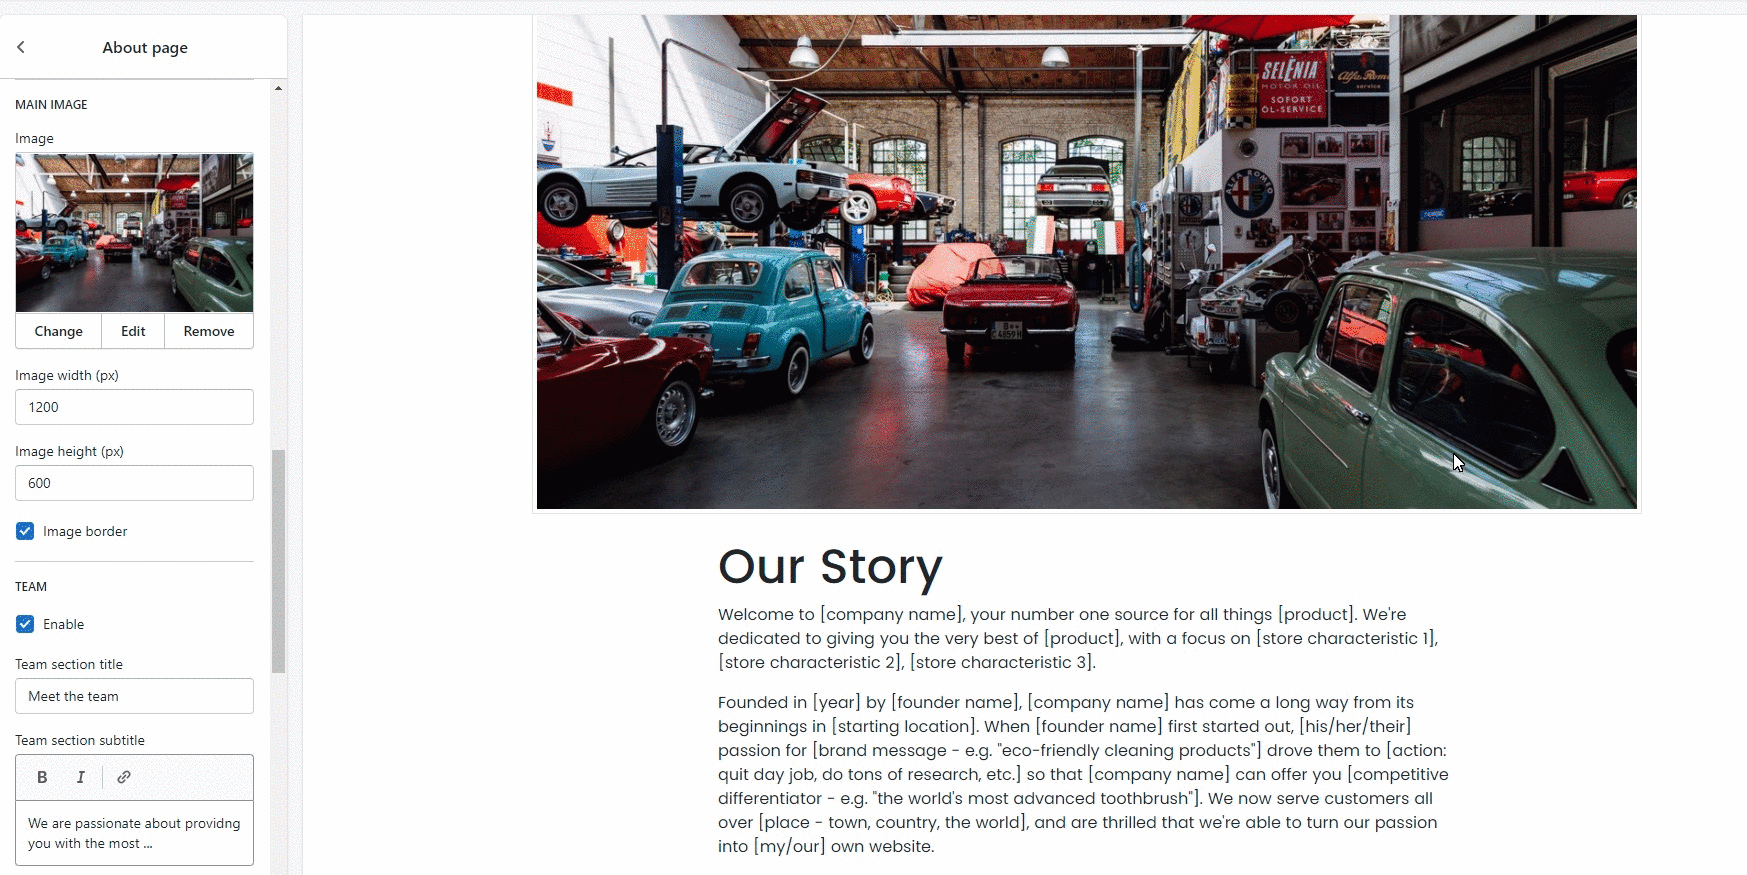 About page
MAIN IMAGE
Image
Change Edit Remove
Image width (px)
1200
Image height (px)
600
Image border
TEAM
Enable
Team section title
Meet the team
Team section subtitle
B I
We are passionate about providng
you with the most ...
SELENIA
MOTOR OIL
SOFORT
ÖL-SERVICE
Alfa Romeo
service
ALFA ROMEO
Our Story
Welcome to [company name], your number one source for all things [product]. We're
dedicated to giving you the very best of [product], with a focus on [store characteristic 1],
[store characteristic 2], [store characteristic 3].
Founded in [year] by [founder name], [company name] has come a long way from its
beginnings in [starting location]. When [founder name] first started out, [his/her/their]
passion for [brand message - e.g. "eco-friendly cleaning products"] drove them to [action:
quit day job, do tons of research, etc.] so that [company name] can offer you [competitive
differentiator - e.g. "the world's most advanced toothbrush"]. We now serve customers all
over [place - town, country, the world], and are thrilled that we're able to turn our passion
into [my/our] own website.